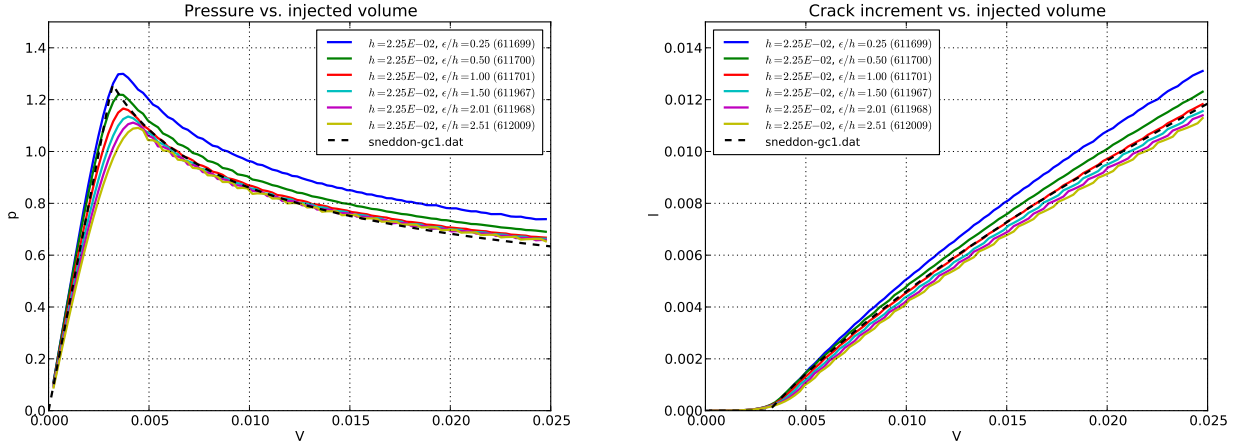 Pressure vs. injected volume
1.4
1.2
1.0
0.8
0.6
0.4
0.2
0.0
p
h=2.25E−02, ϵ/h=0.25 (611699)
h=2.25E−02, ϵ/h=0.50 (611700)
h=2.25E−02, ϵ/h=1.00 (611701)
h=2.25E−02, ϵ/h=1.50 (611967)
h=2.25E−02, ϵ/h=2.01 (611968)
h=2.25E−02, ϵ/h=2.51 (612009)
sneddon-gc1.dat
0.000 0.005 0.010 0.015 0.020 0.025
V
Crack increment vs. injected volume
0.014
0.012
0.010
0.008
0.006
0.004
0.002
0.000
l
h=2.25E−02, ϵ/h=0.25 (611699)
h=2.25E−02, ϵ/h=0.50 (611700)
h=2.25E−02, ϵ/h=1.00 (611701)
h=2.25E−02, ϵ/h=1.50 (611967)
h=2.25E−02, ϵ/h=2.01 (611968)
h=2.25E−02, ϵ/h=2.51 (612009)
sneddon-gc1.dat
0.000 0.005 0.010 0.015 0.020 0.025
V